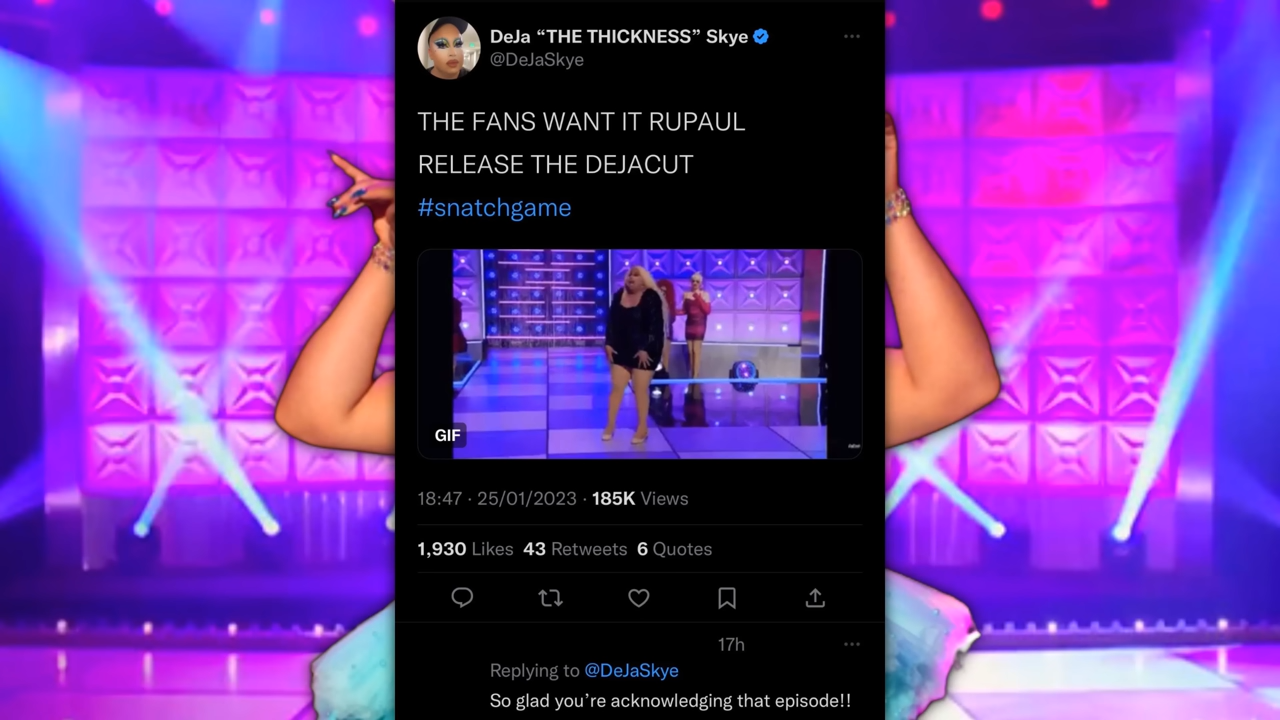 DeJa “THE THICKNESS” Skye
@DeJaSkye
THE FANS WANT IT RUPAUL
RELEASE THE DEJACUT
#snatchgame
GIF
18:47 · 25/01/2023 · 185K Views
1,930 Likes 43 Retweets 6 Quotes
17h
Replying to @DeJaSkye
So glad you’re acknowledging that episode!!